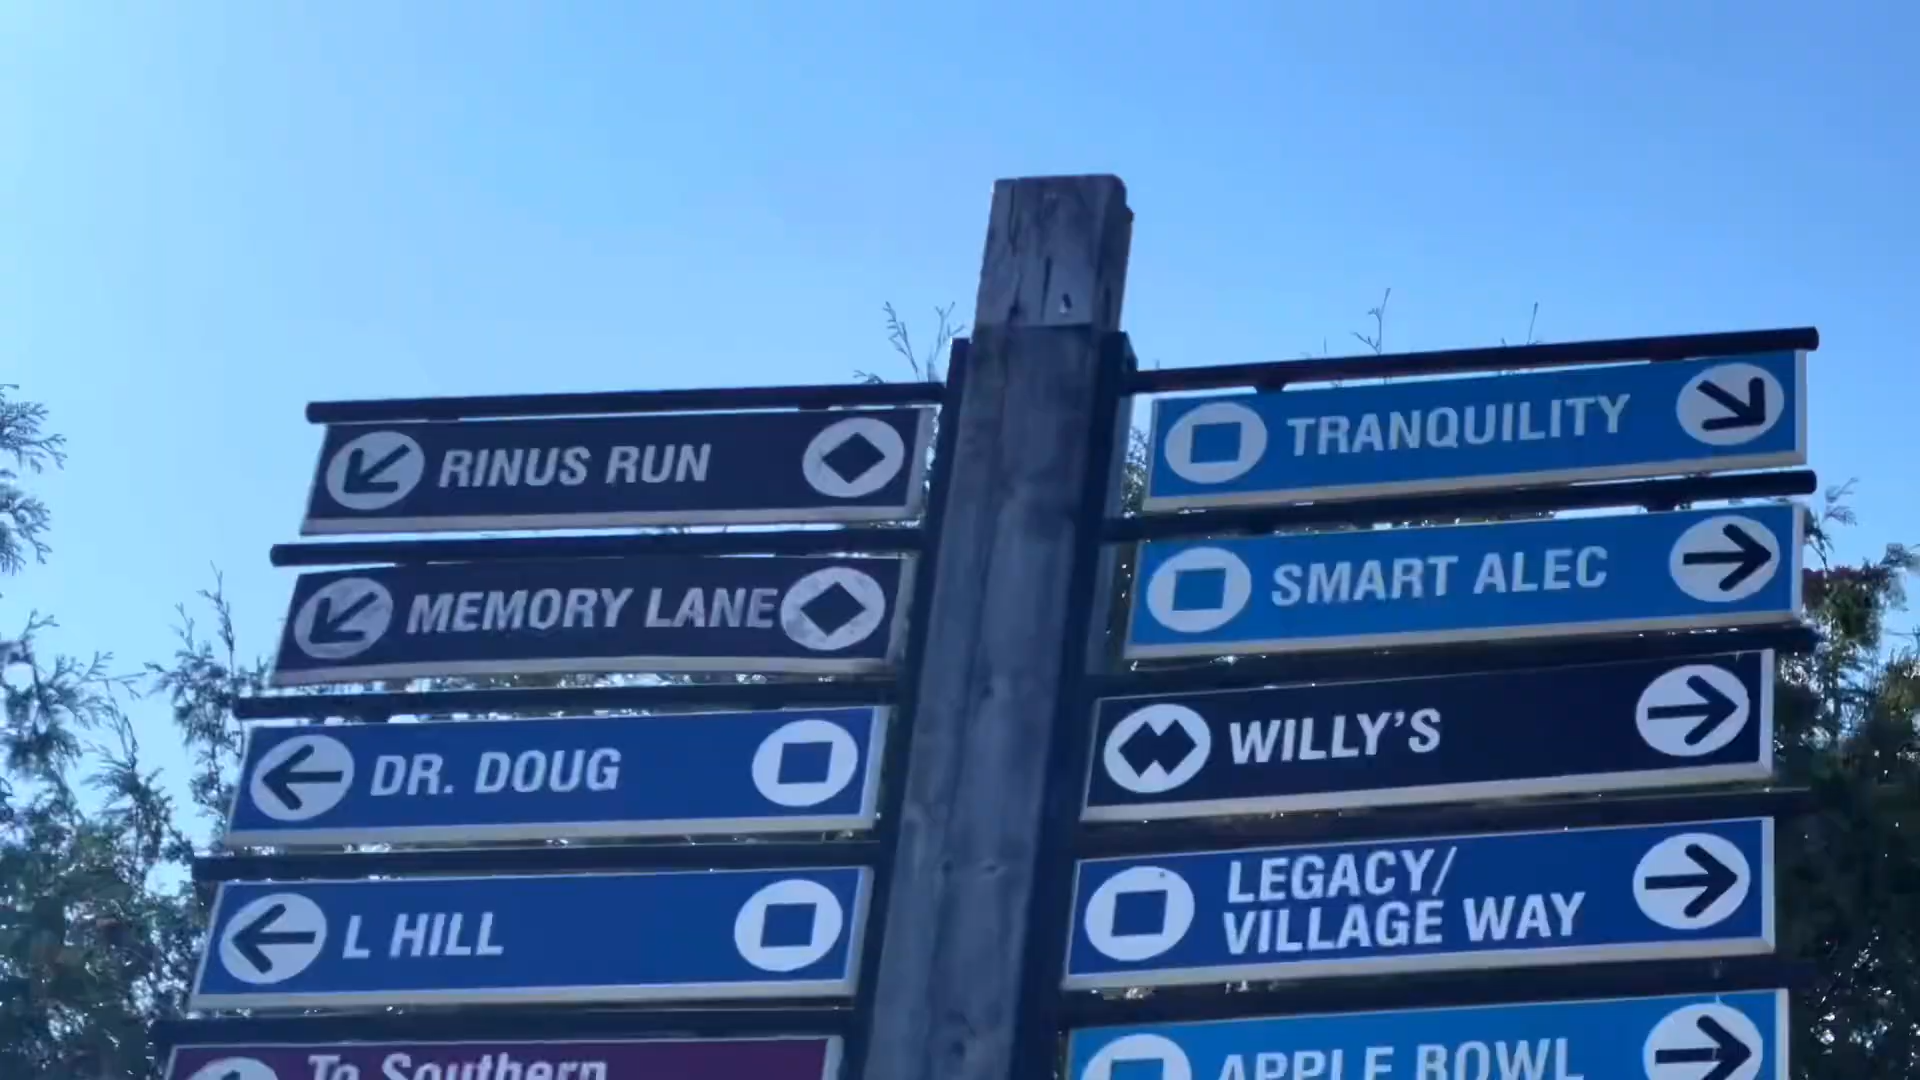 RINUS RUN
MEMORY LANE
DR. DOUG
L HILL
To Southern
TRANQUILITY
SMART ALEC
WILLY'S
LEGACY/
VILLAGE WAY
APPLE BOWL